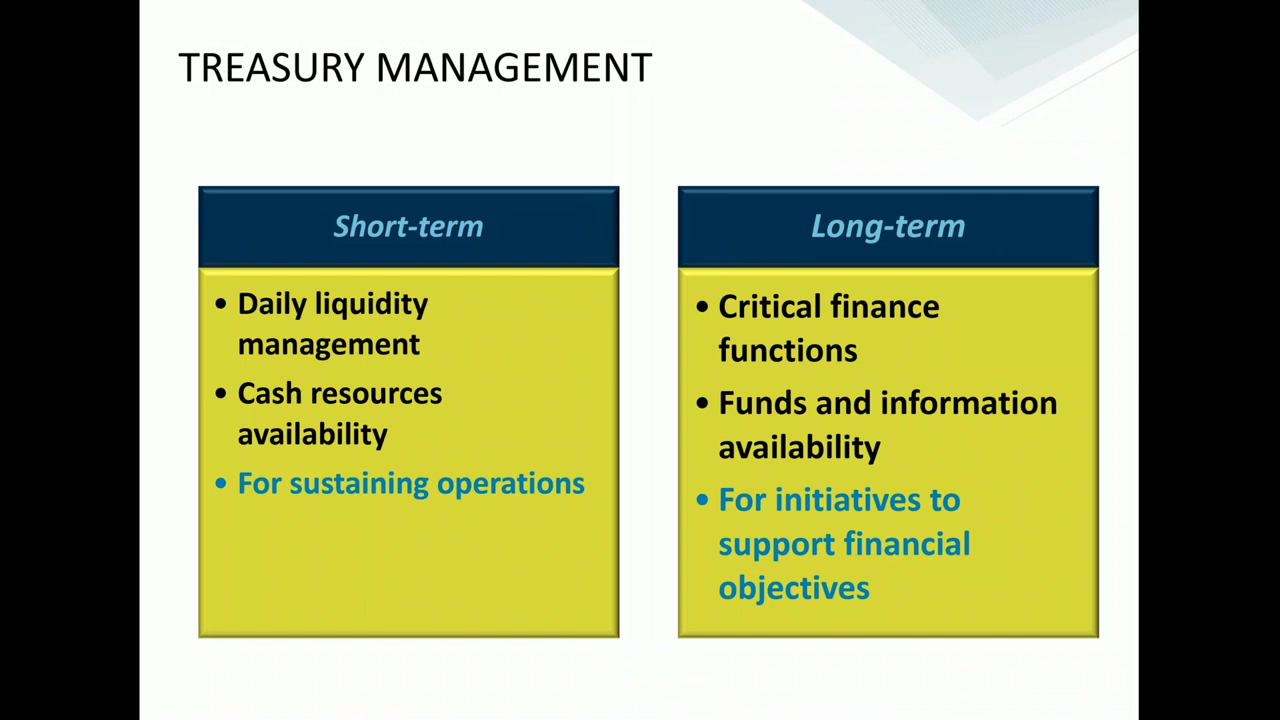 TREASURY MANAGEMENT
Short-term
• Daily liquidity
management
• Cash resources
availability
• For sustaining operations
Long-term
• Critical finance
functions
• Funds and information
availability
• For initiatives to
support financial
objectives